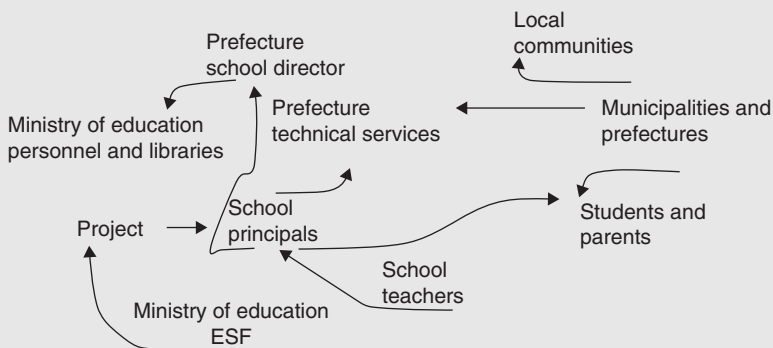 Local
communities
Prefecture
school director
Prefecture
technical services
Municipalities and
prefectures
Ministry of education
personnel and libraries
School
principals
Project
Students and
parents
School
teachers
Ministry of education
ESF